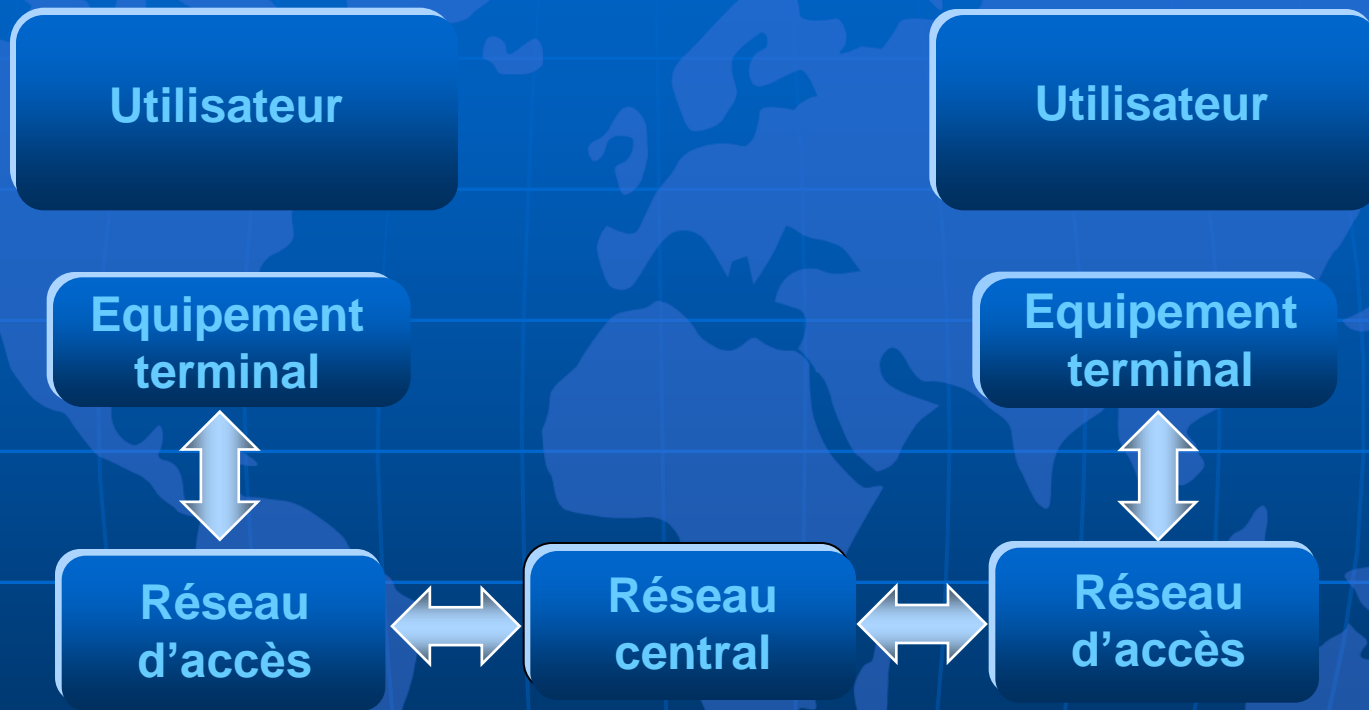 Utilisateur
Utilisateur
Equipement
terminal
Equipement
terminal
Réseau
d’accès
Réseau
central
Réseau
d’accès